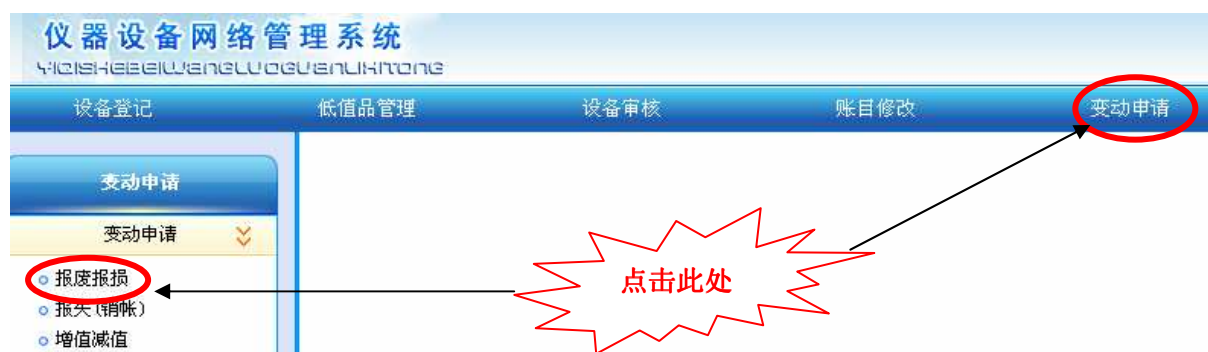 仪器设备网络管理系统
YIQISHEBEIWANGLUOGUANLIXITONG
设备登记 低值品管理 设备审核 账目修改 变动申请
变动申请
变动申请
点击此处
报废报损
报失(销帐)
增值减值